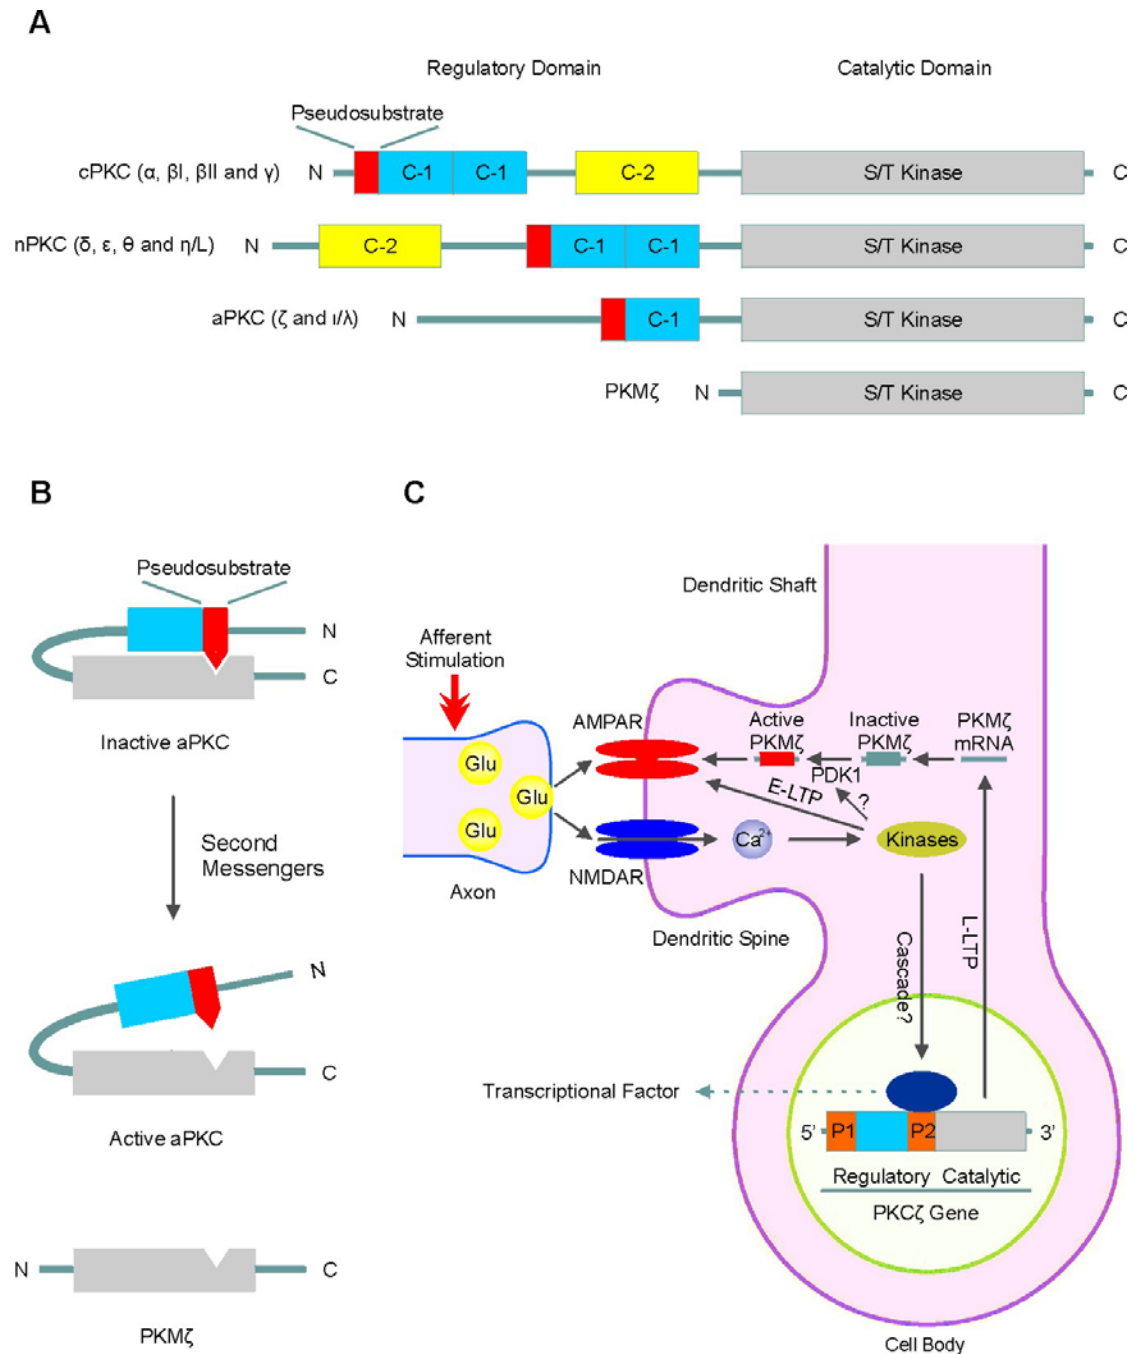 A
Regulatory Domain
Catalytic Domain
Pseudosubstrate
cPKC (α, βI, βII and γ)
N
C-1
C-1
C-2
S/T Kinase
C
nPKC (δ, ε, θ and η/L)
N
C-2
C-1
C-1
S/T Kinase
C
aPKC (ζ and ι/λ)
N
C-1
S/T Kinase
C
PKMζ
N
S/T Kinase
C
B
Pseudosubstrate
N
C
Inactive aPKC
Second
Messengers
N
C
Active aPKC
N
C
PKMζ
C
Dendritic Shaft
Afferent
Stimulation
AMPAR
Active
PKMζ
Inactive
PKMζ
PKMζ
mRNA
Glu
Glu
Glu
PDK1
E-LTP
?
Ca2+
Kinases
NMDAR
Axon
Dendritic Spine
Cascade?
L-LTP
Transcriptional Factor
5’
P1
P2
3’
Regulatory
Catalytic
PKCζ Gene
Cell Body